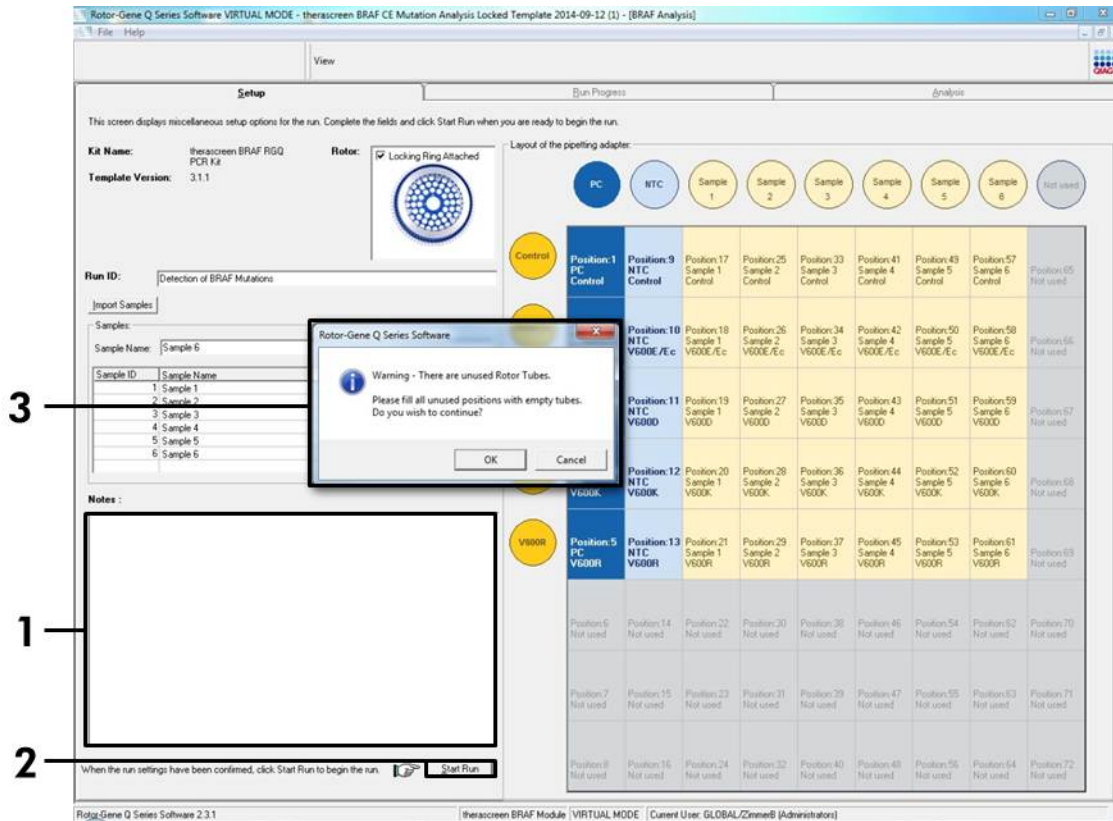 Rotor-Gene Q Series Software VIRTUAL MODE - therascreen BRAF CE Mutation Analysis Locked Template 2014-09-12 (1) - [BRAF Analysis]
File Help
View
QIAG
Setup
Run Progress
Analysis
This screen displays miscellaneous setup options for the run. Complete the fields and click Start Run when you are ready to begin the run.
Kit Name: therascreen BRAF RGQ PCR Kit
Template Version: 3.1.1
Rotor:
Locking Ring Attached
Run ID: Detection of BRAF Mutations
Import Samples
Samples:
Sample Name: Sample 6
Sample ID Sample Name
1 Sample 1
2 Sample 2
3 Sample 3
4 Sample 4
5 Sample 5
6 Sample 6
Notes :
When the run settings have been confirmed, click Start Run to begin the run.
Start Run
3
1
2
Rotor-Gene Q Series Software
Warning - There are unused Rotor Tubes.
Please fill all unused positions with empty tubes.
Do you wish to continue?
OK Cancel
Layout of the pipetting adapter:
PC NTC Sample 1 Sample 2 Sample 3 Sample 4 Sample 5 Sample 6 Not used
Control
Position:1 Position:9 Position:17 Position:25 Position:33 Position:41 Position:49 Position:57 Position:65
PC NTC Sample 1 Sample 2 Sample 3 Sample 4 Sample 5 Sample 6 Not used
Control Control Control Control Control Control Control Control
Position:10 Position:18 Position:26 Position:34 Position:42 Position:50 Position:58 Position:66
NTC Sample 1 Sample 2 Sample 3 Sample 4 Sample 5 Sample 6 Not used
V600E/Ec V600E/Ec V600E/Ec V600E/Ec V600E/Ec V600E/Ec V600E/Ec
Position:11 Position:19 Position:27 Position:35 Position:43 Position:51 Position:59 Position:67
NTC Sample 1 Sample 2 Sample 3 Sample 4 Sample 5 Sample 6 Not used
V600D V600D V600D V600D V600D V600D V600D
Position:12 Position:20 Position:28 Position:36 Position:44 Position:52 Position:60 Position:68
NTC Sample 1 Sample 2 Sample 3 Sample 4 Sample 5 Sample 6 Not used
V600K V600K V600K V600K V600K V600K V600K V600K
V600R
Position:5 Position:13 Position:21 Position:29 Position:37 Position:45 Position:53 Position:61 Position:69
PC NTC Sample 1 Sample 2 Sample 3 Sample 4 Sample 5 Sample 6 Not used
V600R V600R V600R V600R V600R V600R V600R V600R
Position:6 Position:14 Position:22 Position:30 Position:38 Position:46 Position:54 Position:62 Position:70
Not used Not used Not used Not used Not used Not used Not used Not used Not used
Position:7 Position:15 Position:23 Position:31 Position:39 Position:47 Position:55 Position:63 Position:71
Not used Not used Not used Not used Not used Not used Not used Not used Not used
Position:8 Position:16 Position:24 Position:32 Position:40 Position:48 Position:56 Position:64 Position:72
Not used Not used Not used Not used Not used Not used Not used Not used Not used
Rotor-Gene Q Series Software 2.3.1
therascreen BRAF Module VIRTUAL MODE Current User: GLOBAL/ZimmerB (Administrators)